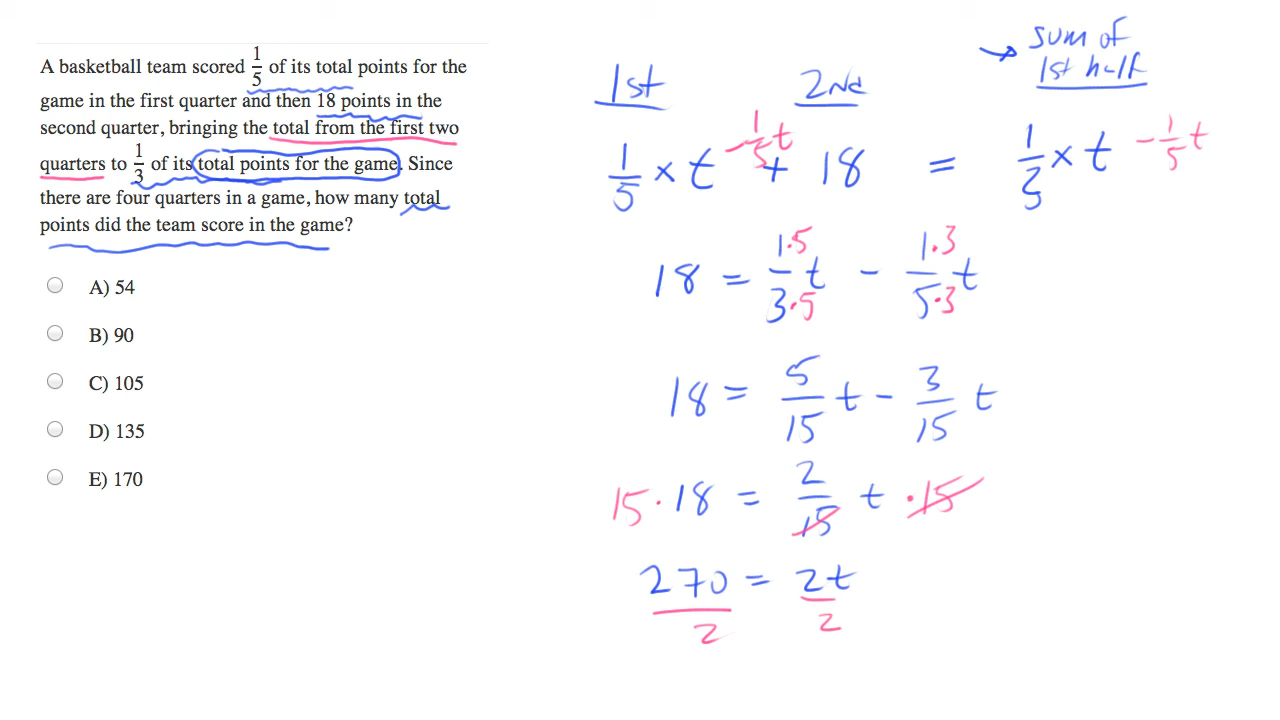 A basketball team scored 1/5 of its total points for the
game in the first quarter and then 18 points in the
second quarter, bringing the total from the first two
quarters to 1/3 of its total points for the game. Since
there are four quarters in a game, how many total
points did the team score in the game?
A) 54
B) 90
C) 105
D) 135
E) 170
→ sum of
1st half
1st 2nd
1/5 × t - 1/5 t + 18 = 1/3 × t - 1/5 t
18 = 1·5/3·5 t - 1·3/5·3 t
18 = 5/15 t - 3/15 t
15 · 18 = 2/15 t · 15
270/2 = 2t/2